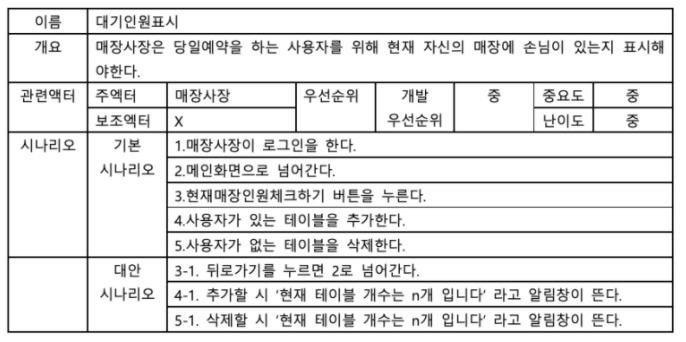 이름 대기인원표시
개요 매장사장은 당일예약을 하는 사용자를 위해 현재 자신의 매장에 손님이 있는지 표시해
야한다.
관련액터 주엑터 매장사장 우선순위 개발 우선순위 중 중요도 중
보조엑터 X 난이도 중
시나리오 기본 시나리오 1.매장사장이 로그인을 한다.
2.메인화면으로 넘어간다.
3.현재매장인원체크하기 버튼을 누른다.
4.사용자가 있는 테이블을 추가한다.
5.사용자가 없는 테이블을 삭제한다.
대안 시나리오 3-1. 뒤로가기를 누르면 2로 넘어간다.
4-1. 추가할 시 '현재 테이블 개수는 n개 입니다' 라고 알림창이 뜬다.
5-1. 삭제할 시 '현재 테이블 개수는 n개 입니다' 라고 알림창이 뜬다.